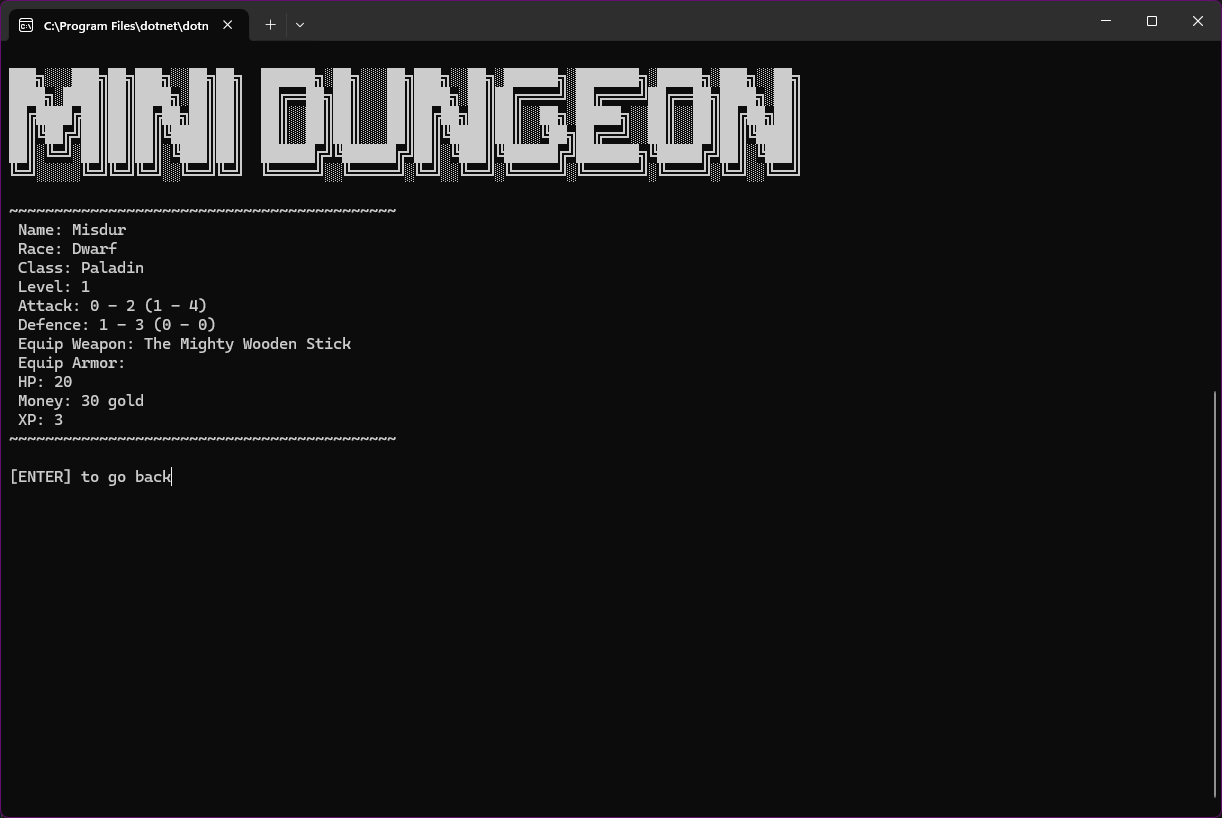 C:\Program Files\dotnet\dotn
MINI DUNGEON
~~~~~~~~~~~~~~~~~~~~~~~~~~~~~~~~~~~~~~~~~~~
Name: Misdur
Race: Dwarf
Class: Paladin
Level: 1
Attack: 0 - 2 (1 - 4)
Defence: 1 - 3 (0 - 0)
Equip Weapon: The Mighty Wooden Stick
Equip Armor:
HP: 20
Money: 30 gold
XP: 3
~~~~~~~~~~~~~~~~~~~~~~~~~~~~~~~~~~~~~~~~~~~
[ENTER] to go back